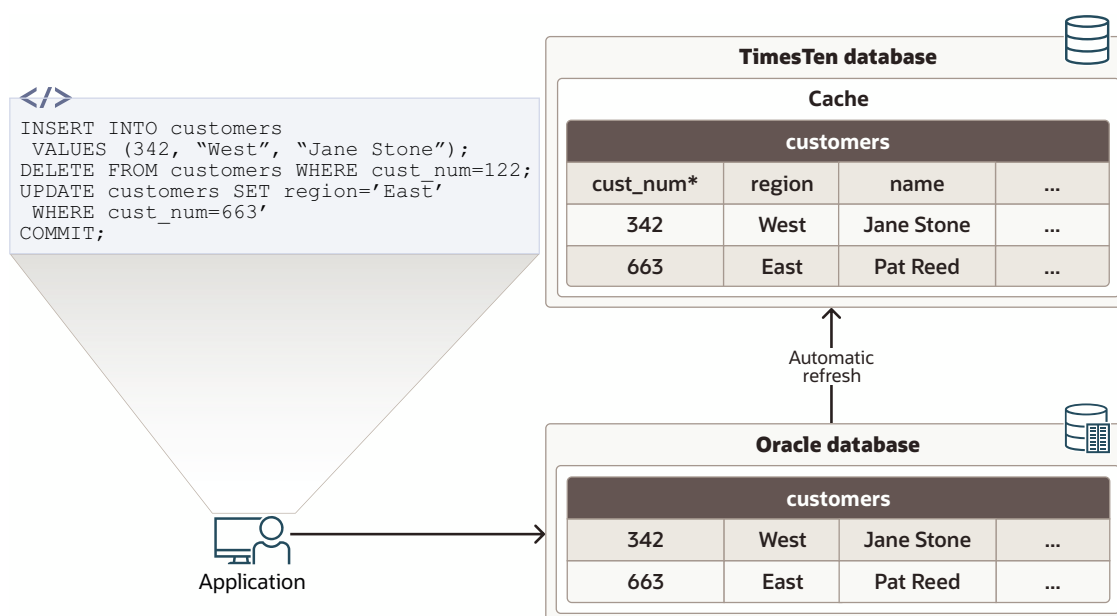 </>
INSERT INTO customers
VALUES (342, “West”, “Jane Stone”);
DELETE FROM customers WHERE cust_num=122;
UPDATE customers SET region=’East’
WHERE cust_num=663’
COMMIT;
TimesTen database
Cache
customers
cust_num* region name ...
342 West Jane Stone ...
663 East Pat Reed ...
Automatic
refresh
Oracle database
customers
342 West Jane Stone ...
663 East Pat Reed ...
Application